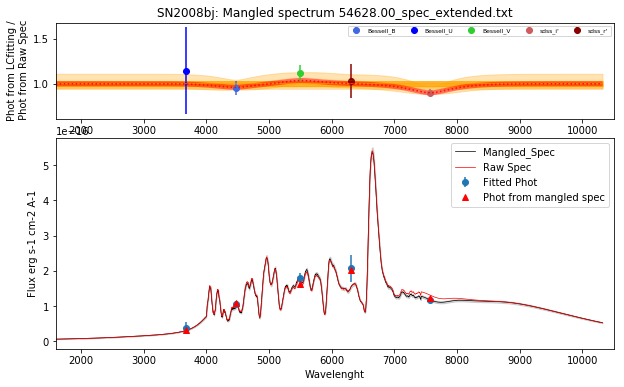 SN2008bj: Mangled spectrum 54628.00_spec_extended.txt
Phot from LCfitting /
Phot from Raw Spec
1.5
1.0
Bessell_B
Bessell_U
Bessell_V
sdss_i'
sdss_r'
2000 3000 4000 5000 6000 7000 8000 9000 10000
1e-16
Flux erg s-1 cm-2 A-1
5
4
3
2
1
0
Mangled_Spec
Raw Spec
Fitted Phot
Phot from mangled spec
2000 3000 4000 5000 6000 7000 8000 9000 10000
Wavelenght